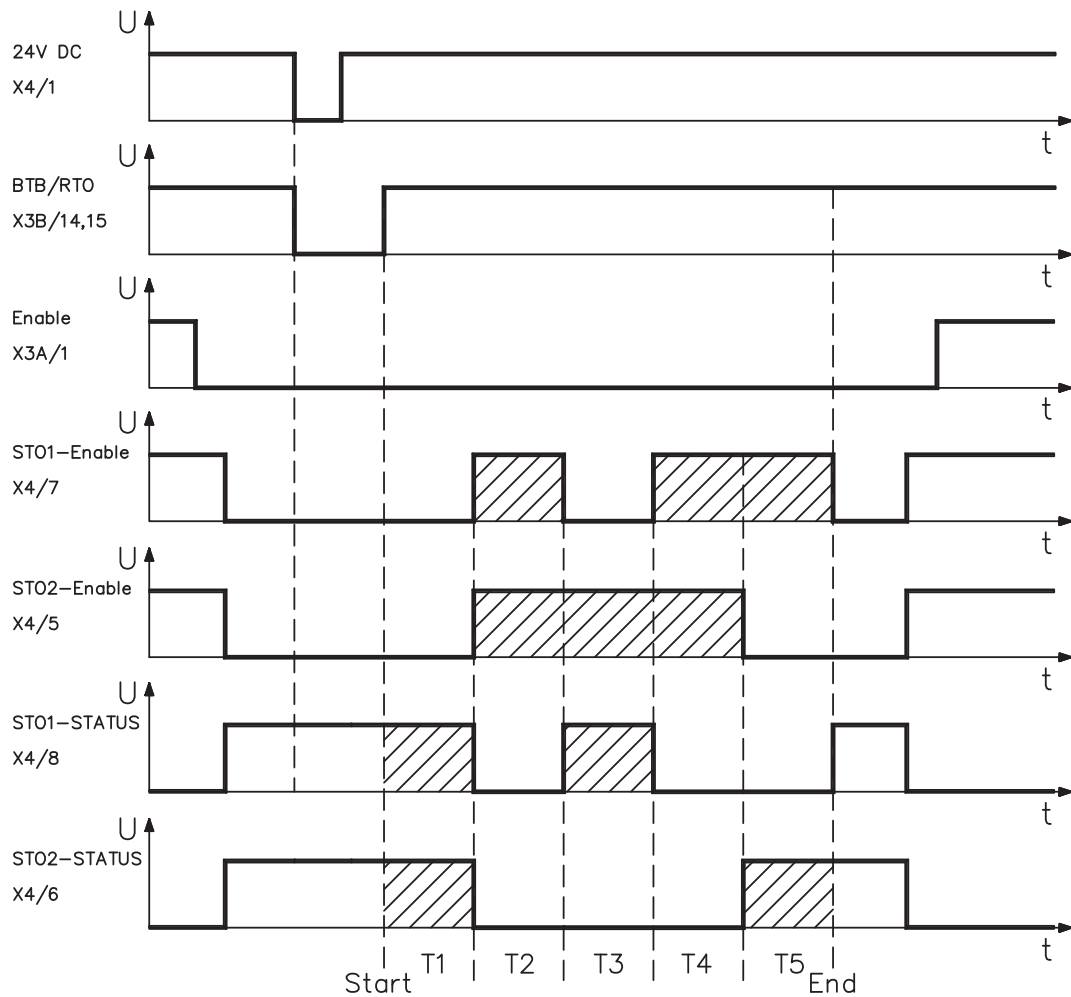 U
24V DC
X4/1
t
U
BTB/RTO
X3B/14,15
t
U
Enable
X3A/1
t
U
STO1-Enable
X4/7
t
U
STO2-Enable
X4/5
t
U
STO1-STATUS
X4/8
t
U
STO2-STATUS
X4/6
t
T1 T2 T3 T4 T5
Start End